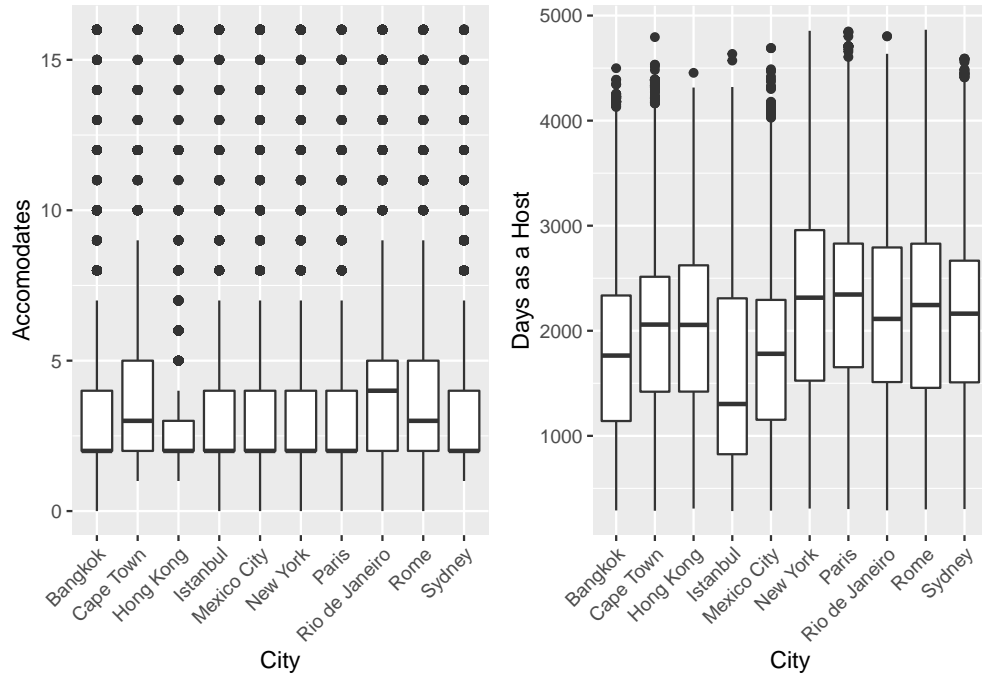 Accomodates
15
10
5
0
Bangkok
Cape Town
Hong Kong
Istanbul
Mexico City
New York
Paris
Rio de Janeiro
Rome
Sydney
City
Days as a Host
5000
4000
3000
2000
1000
Bangkok
Cape Town
Hong Kong
Istanbul
Mexico City
New York
Paris
Rio de Janeiro
Rome
Sydney
City